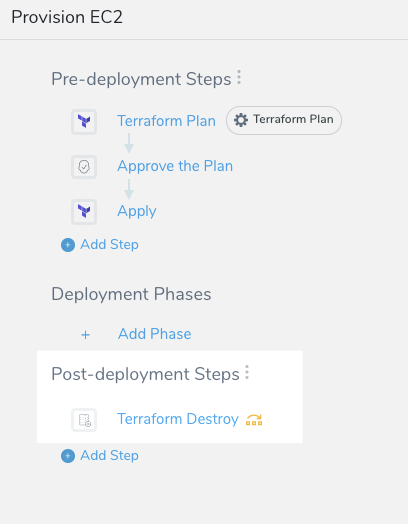 Provision EC2
Pre-deployment Steps
Terraform Plan Terraform Plan
Approve the Plan
Apply
Add Step
Deployment Phases
+ Add Phase
Post-deployment Steps
Terraform Destroy
Add Step